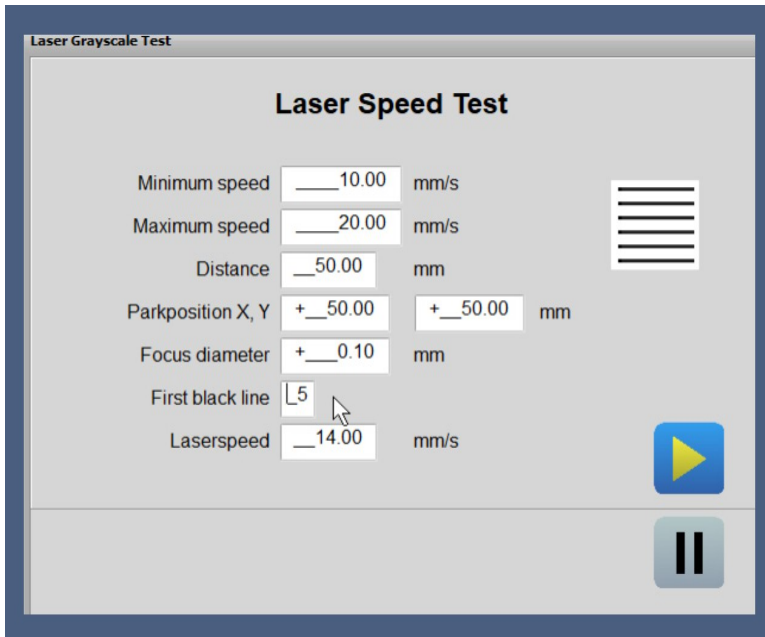 Laser Grayscale Test
Laser Speed Test
Minimum speed ____10.00 mm/s
Maximum speed ____20.00 mm/s
Distance __50.00 mm
Parkposition X, Y +__50.00 +__50.00 mm
Focus diameter +___0.10 mm
First black line _5
Laserspeed __14.00 mm/s